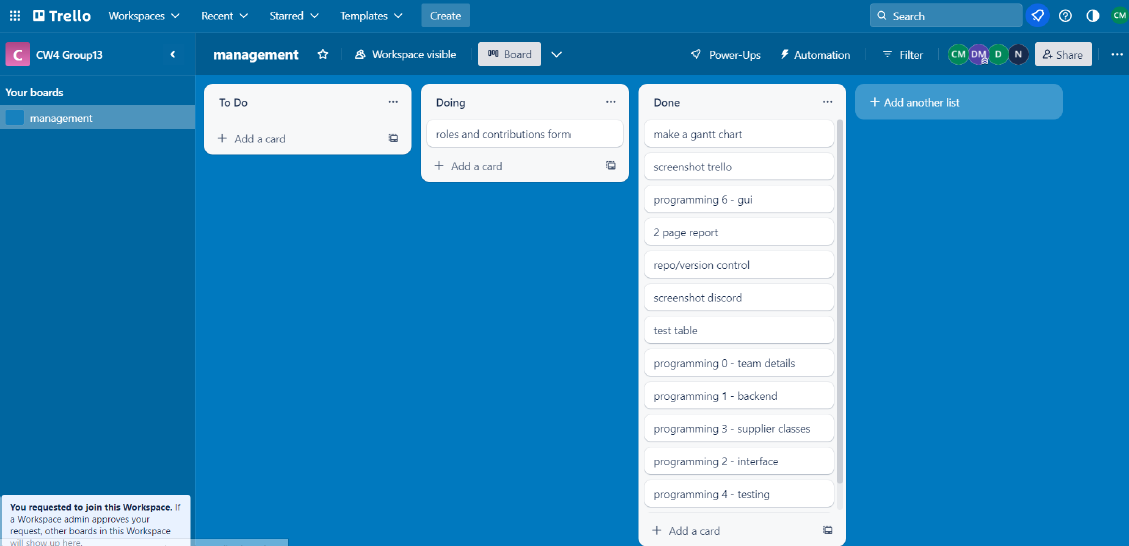 Trello Workspaces Recent Starred Templates Create Search CM
C CW4 Group13 management Workspace visible Board Power-Ups Automation Filter CM DM D N Share
Your boards
management
To Do
Add a card
Doing
roles and contributions form
Add a card
Done
make a gantt chart
screenshot trello
programming 6 - gui
2 page report
repo/version control
screenshot discord
test table
programming 0 - team details
programming 1 - backend
programming 3 - supplier classes
programming 2 - interface
programming 4 - testing
Add a card
Add another list
You requested to join this Workspace. If
a Workspace admin approves your
request, other boards in this Workspace
will show up here.